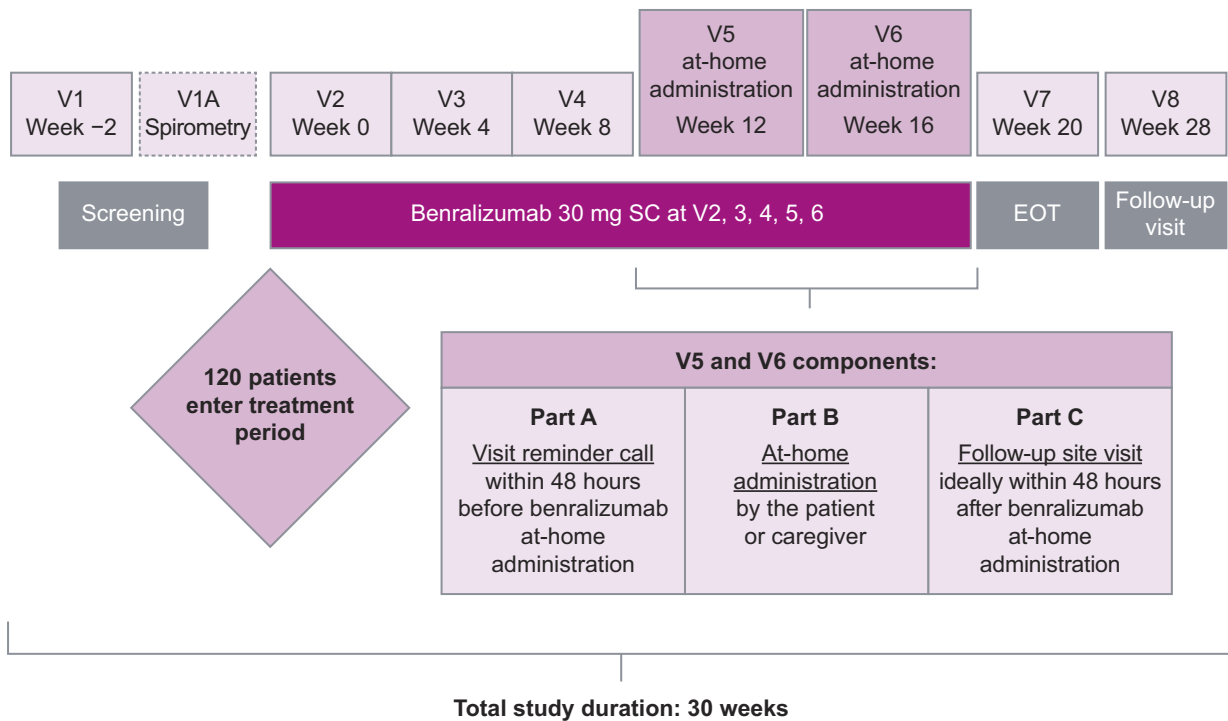 V1
Week −2
V1A
Spirometry
V2
Week 0
V3
Week 4
V4
Week 8
V5
at-home
administration
Week 12
V6
at-home
administration
Week 16
V7
Week 20
V8
Week 28
Screening
Benralizumab 30 mg SC at V2, 3, 4, 5, 6
EOT
Follow-up
visit
120 patients
enter treatment
period
V5 and V6 components:
Part A
Visit reminder call
within 48 hours
before benralizumab
at-home
administration
Part B
At-home
administration
by the patient
or caregiver
Part C
Follow-up site visit
ideally within 48 hours
after benralizumab
at-home
administration
Total study duration: 30 weeks